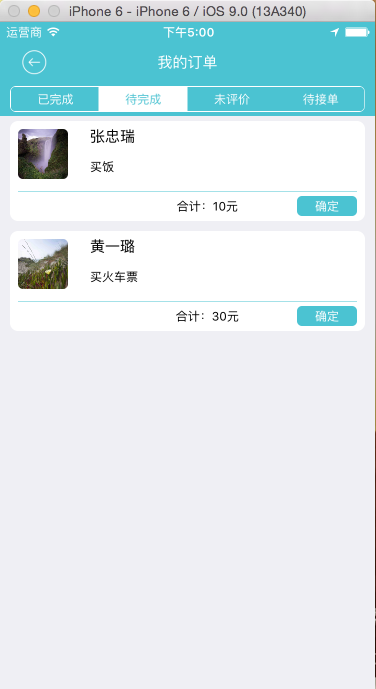 iPhone 6 - iPhone 6 / iOS 9.0 (13A340)
运营商 下午5:00
我的订单
已完成 待完成 未评价 待接单
张忠瑞
买饭
合计：10元 确定
黄一璐
买火车票
合计：30元 确定